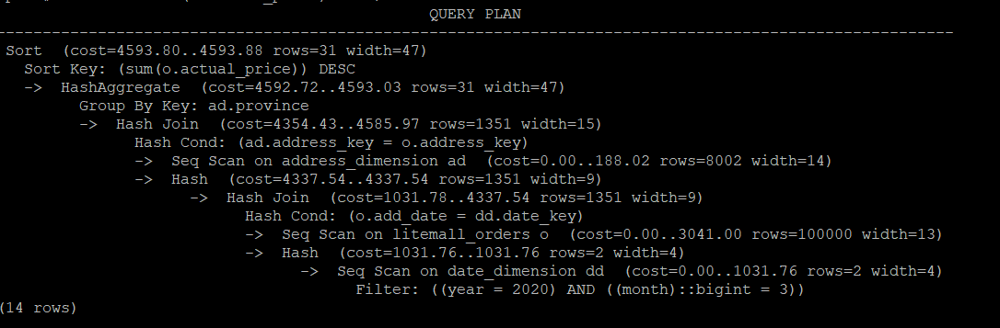 QUERY PLAN
-----------------------------------------------------------------------------------------------------------
Sort  (cost=4593.80..4593.88 rows=31 width=47)
  Sort Key: (sum(o.actual_price)) DESC
  ->  HashAggregate  (cost=4592.72..4593.03 rows=31 width=47)
        Group By Key: ad.province
        ->  Hash Join  (cost=4354.43..4585.97 rows=1351 width=15)
              Hash Cond: (ad.address_key = o.address_key)
              ->  Seq Scan on address_dimension ad  (cost=0.00..188.02 rows=8002 width=14)
              ->  Hash  (cost=4337.54..4337.54 rows=1351 width=9)
                    ->  Hash Join  (cost=1031.78..4337.54 rows=1351 width=9)
                          Hash Cond: (o.add_date = dd.date_key)
                          ->  Seq Scan on litemall_orders o  (cost=0.00..3041.00 rows=100000 width=13)
                          ->  Hash  (cost=1031.76..1031.76 rows=2 width=4)
                                ->  Seq Scan on date_dimension dd  (cost=0.00..1031.76 rows=2 width=4)
                                      Filter: ((year = 2020) AND ((month)::bigint = 3))
(14 rows)